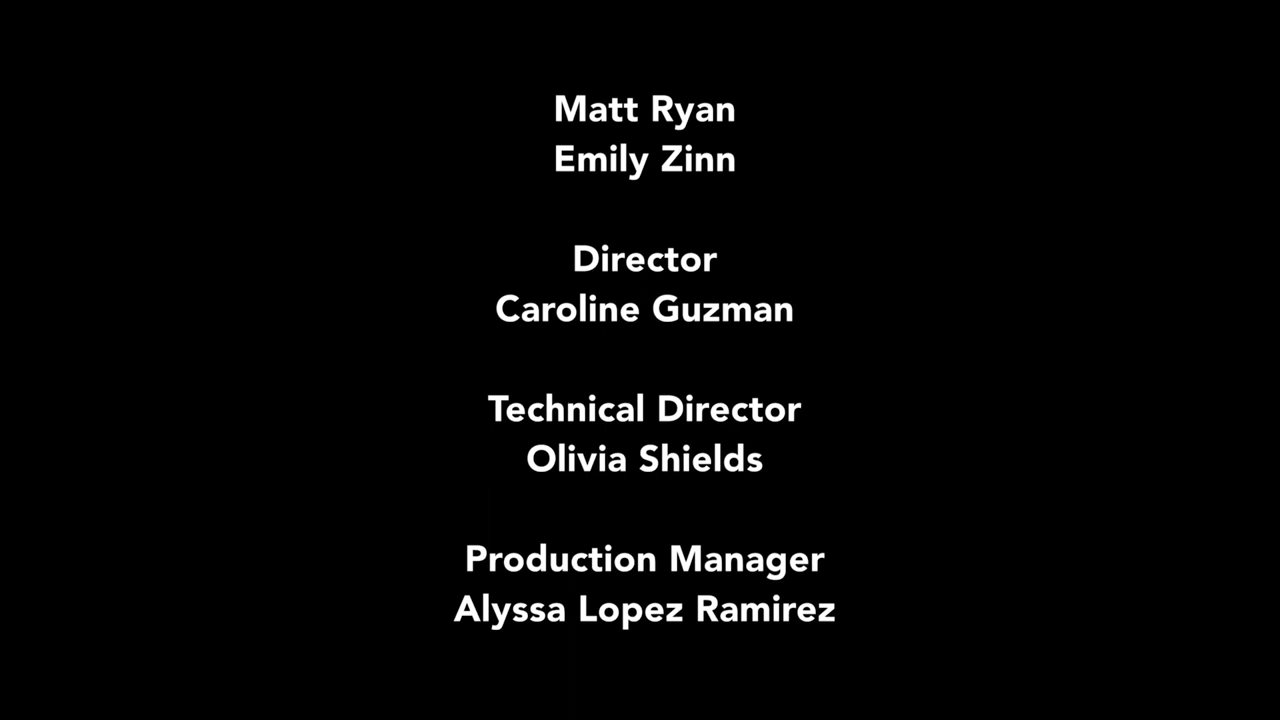 Matt Ryan
Emily Zinn
Director
Caroline Guzman
Technical Director
Olivia Shields
Production Manager
Alyssa Lopez Ramirez